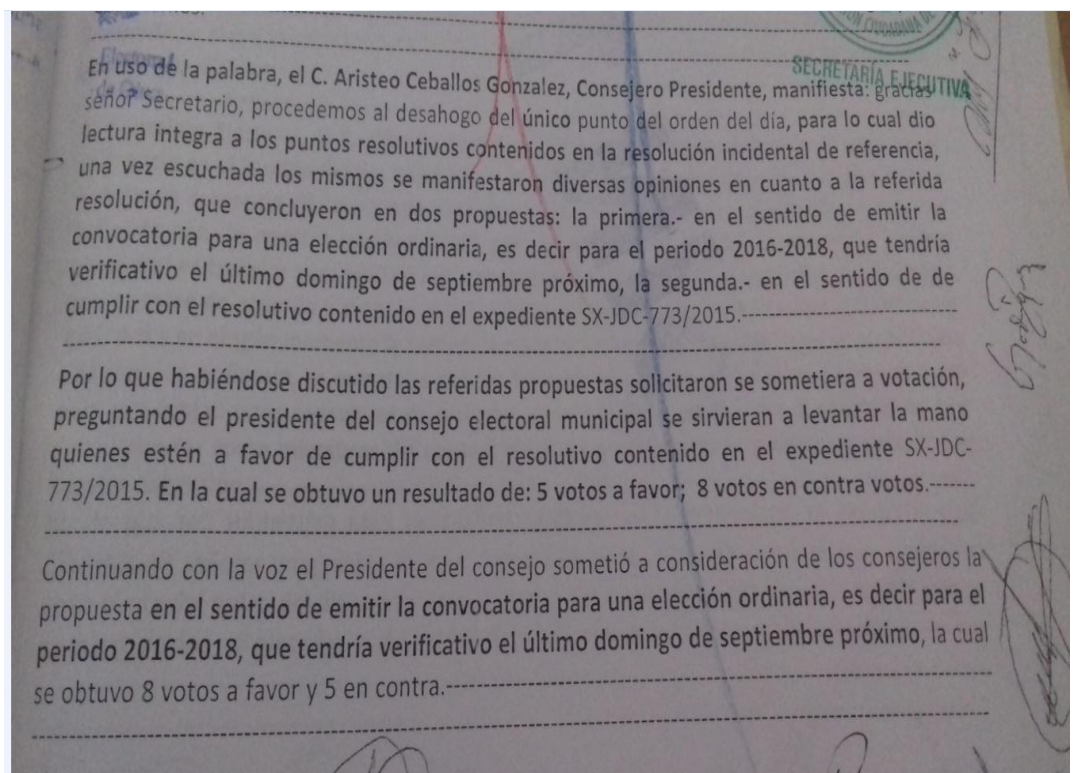 CIUDADANA DE
SECRETARÍA EJECUTIVA
Electoral
En uso de la palabra, el C. Aristeo Ceballos Gonzalez, Consejero Presidente, manifiesta: gracias
señor Secretario, procedemos al desahogo del único punto del orden del día, para lo cual dio
lectura integra a los puntos resolutivos contenidos en la resolución incidental de referencia,
una vez escuchada los mismos se manifestaron diversas opiniones en cuanto a la referida
resolución, que concluyeron en dos propuestas: la primera.- en el sentido de emitir la
convocatoria para una elección ordinaria, es decir para el periodo 2016-2018, que tendría
verificativo el último domingo de septiembre próximo, la segunda.- en el sentido de de
cumplir con el resolutivo contenido en el expediente SX-JDC-773/2015.-----------------------------
Por lo que habiéndose discutido las referidas propuestas solicitaron se sometiera a votación,
preguntando el presidente del consejo electoral municipal se sirvieran a levantar la mano
quienes estén a favor de cumplir con el resolutivo contenido en el expediente SX-JDC-
773/2015. En la cual se obtuvo un resultado de: 5 votos a favor; 8 votos en contra votos.-------
Continuando con la voz el Presidente del consejo sometió a consideración de los consejeros la
propuesta en el sentido de emitir la convocatoria para una elección ordinaria, es decir para el
periodo 2016-2018, que tendría verificativo el último domingo de septiembre próximo, la cual
se obtuvo 8 votos a favor y 5 en contra.-----------------------------------------------------------